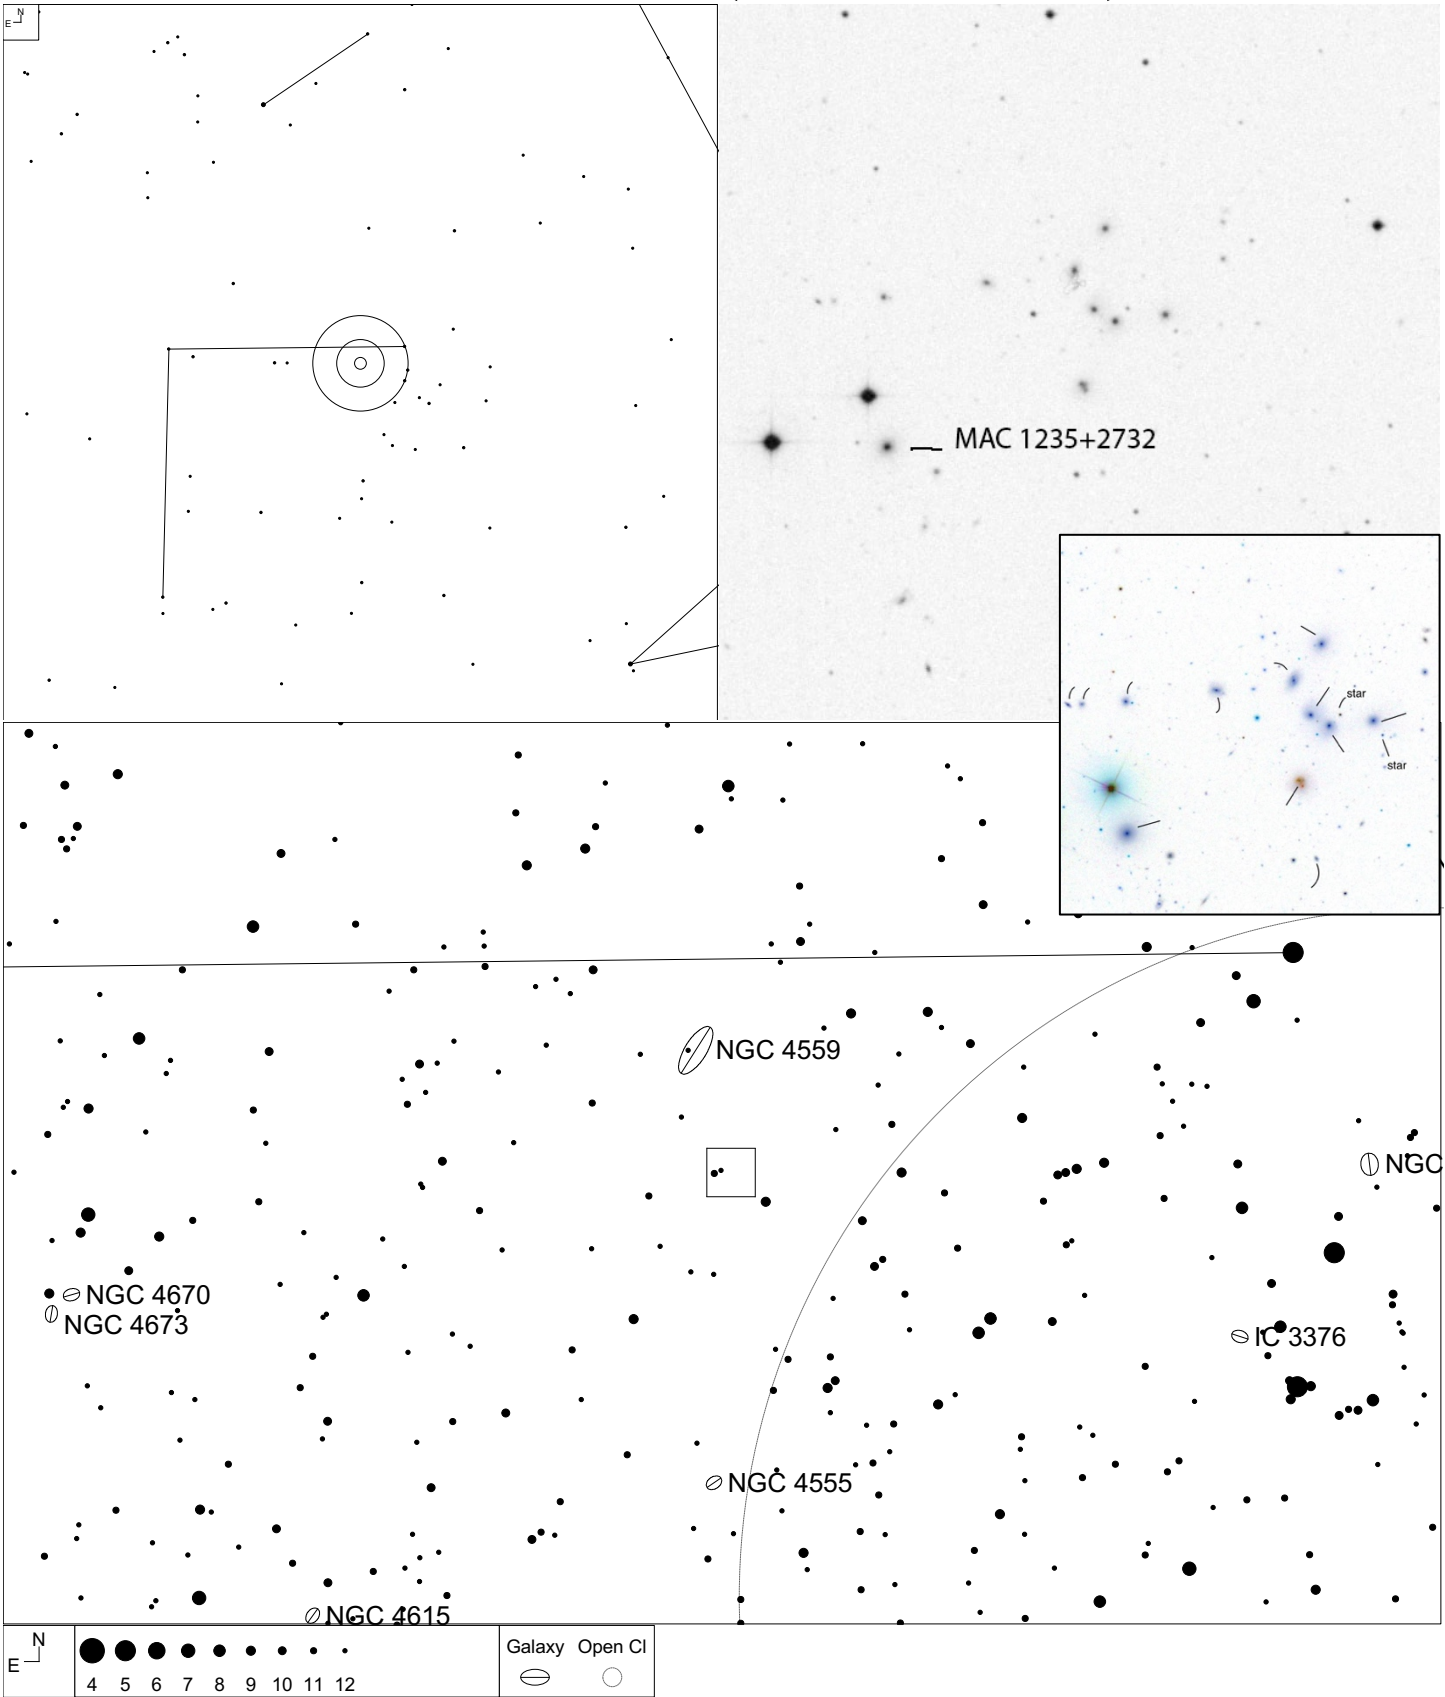 N
E
MAC 1235+2732
star
star
NGC 4559
NGC
NGC 4670
NGC 4673
IC 3376
NGC 4555
NGC 4615
N
E
Galaxy Open Cl
4 5 6 7 8 9 10 11 12